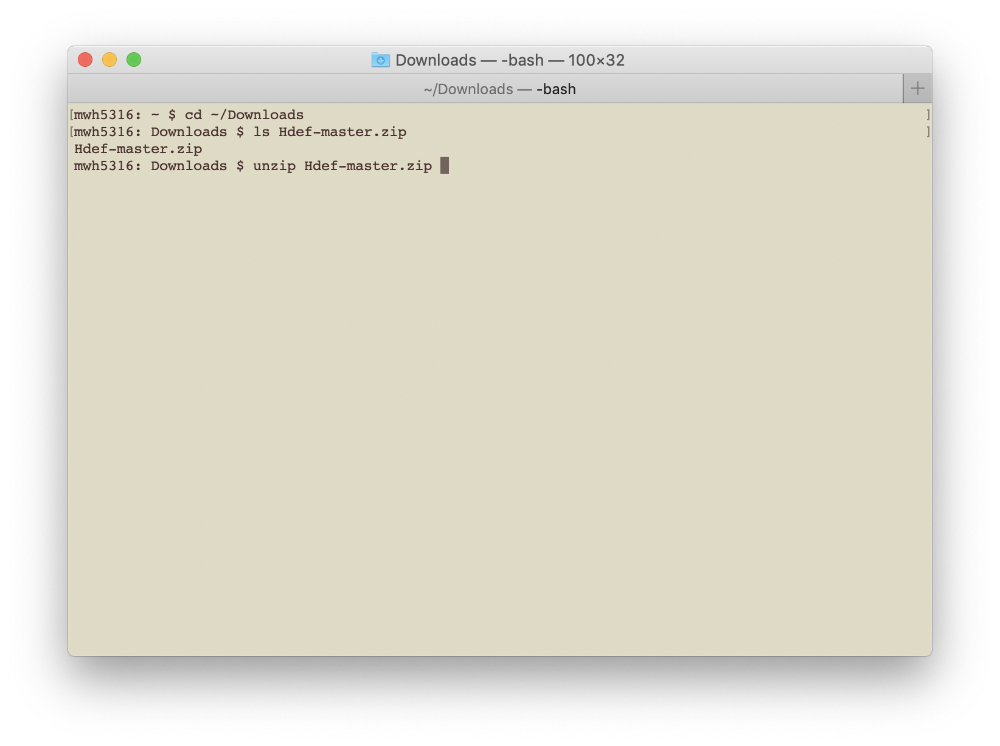 Downloads — -bash — 100×32
~/Downloads — -bash
[mwh5316: ~ $ cd ~/Downloads ]
[mwh5316: Downloads $ ls Hdef-master.zip ]
Hdef-master.zip
mwh5316: Downloads $ unzip Hdef-master.zip